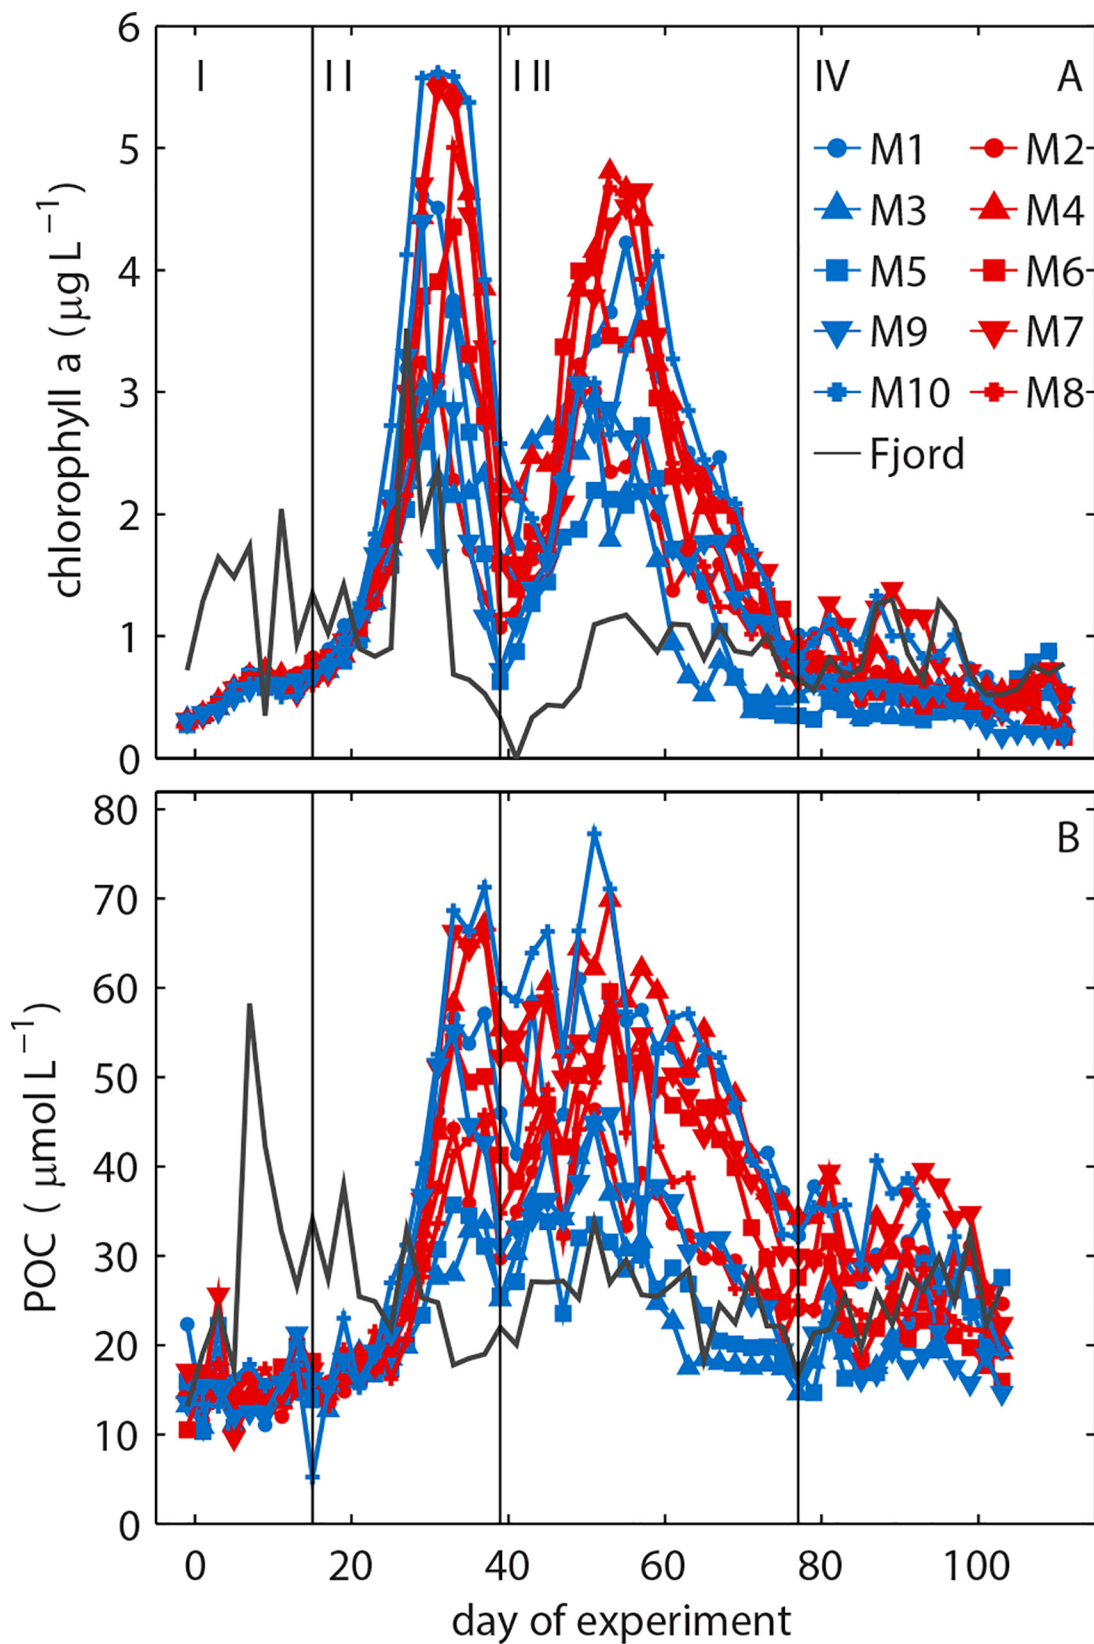 6
I
I I
I II
IV
A
5
M1
M2
M3
M4
4
M5
M6
M9
M7
3
M10
M8
Fjord
2
1
0
chlorophyll a (μg L⁻¹)
80
B
70
60
50
40
30
20
10
0
POC ( μmol L⁻¹)
0 20 40 60 80 100
day of experiment